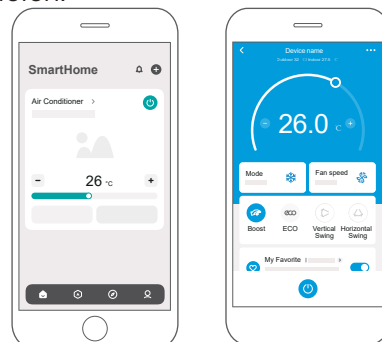 SmartHome
Air Conditioner >
- 26 °C +
Device name
26.0 c
Mode
Fan speed
eco
Boost
ECO
Vertical Swing
Horizontal Swing
My Favorite